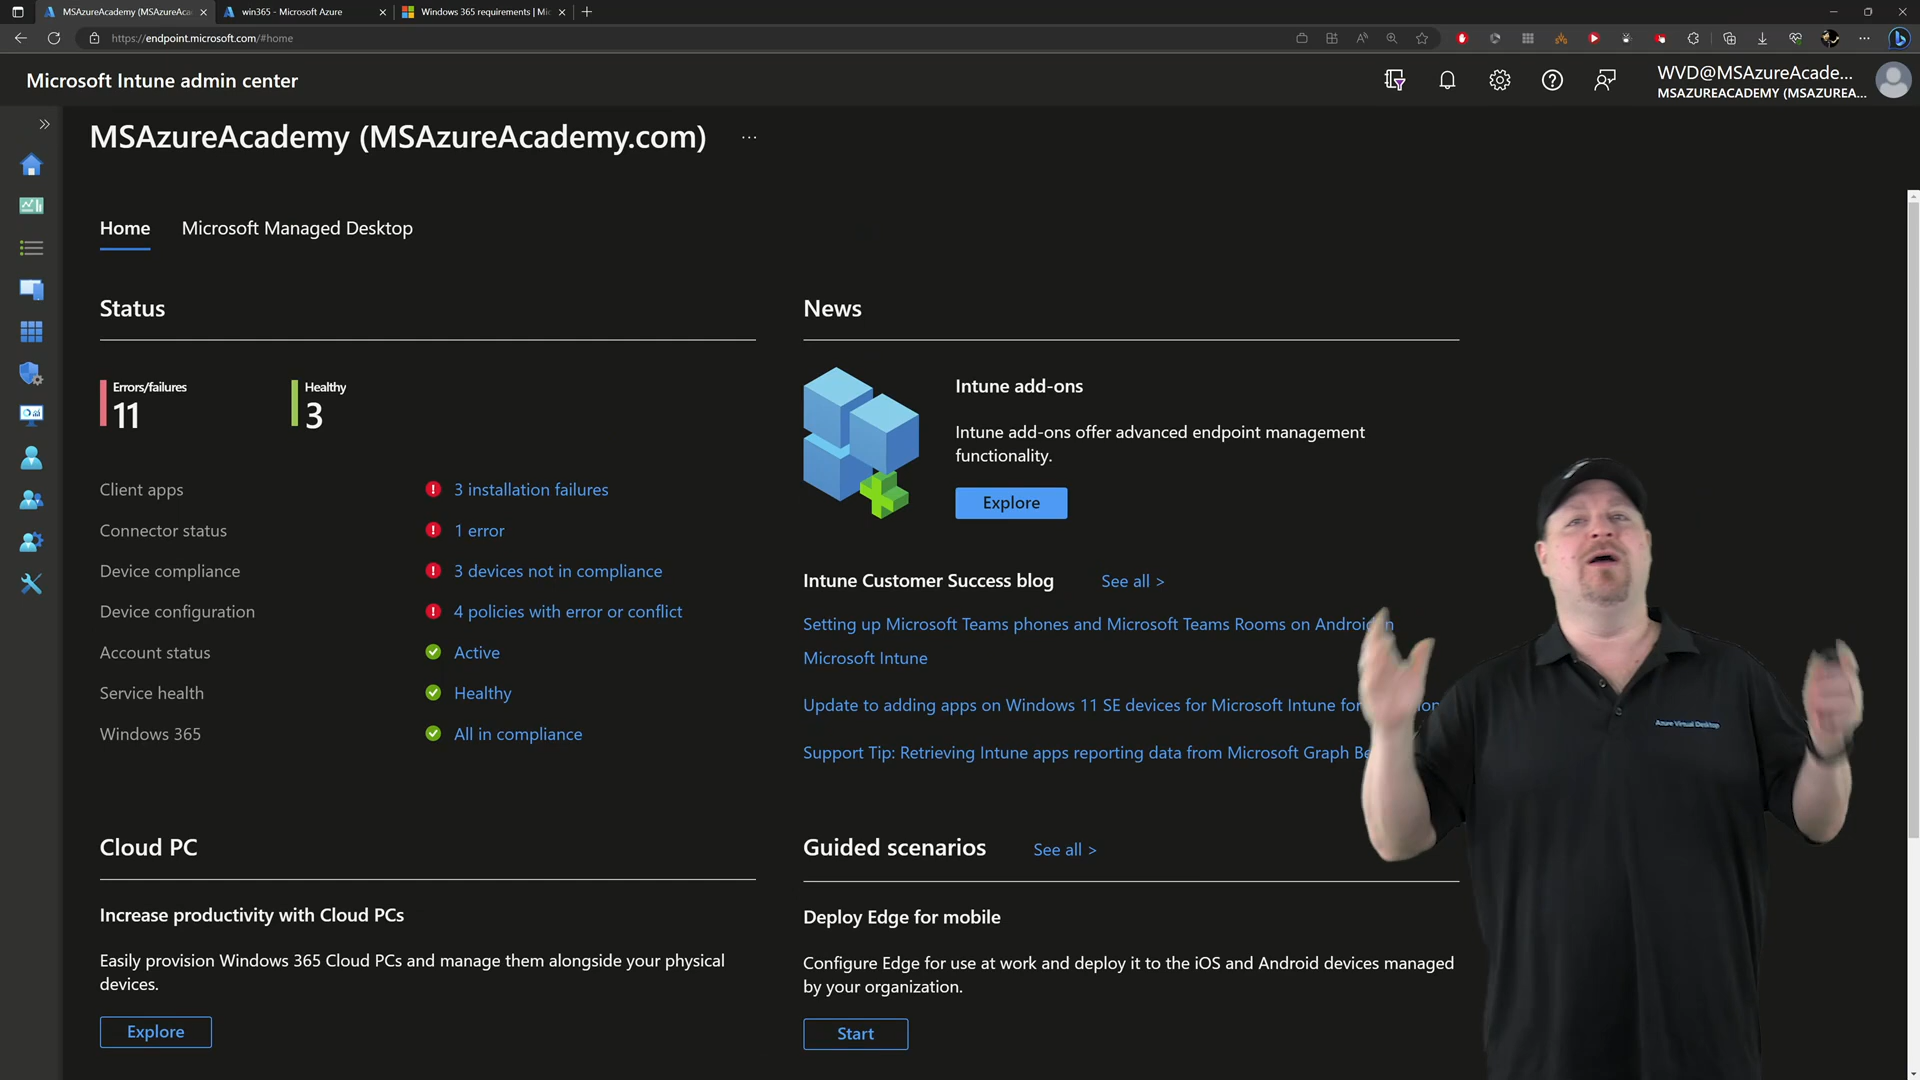 MSAzureAcademy (MSAzureAca
win365 - Microsoft Azure
Windows 365 requirements | Mi
https://endpoint.microsoft.com/#home
Microsoft Intune admin center
WVD@MSAzureAcade...
MSAZUREACADEMY (MSAZUREA...
MSAzureAcademy (MSAzureAcademy.com)
...
Home
Microsoft Managed Desktop
Status
Errors/failures
11
Healthy
3
Client apps
3 installation failures
Connector status
1 error
Device compliance
3 devices not in compliance
Device configuration
4 policies with error or conflict
Account status
Active
Service health
Healthy
Windows 365
All in compliance
News
Intune add-ons
Intune add-ons offer advanced endpoint management
functionality.
Explore
Intune Customer Success blog
See all >
Setting up Microsoft Teams phones and Microsoft Teams Rooms on Android
Microsoft Intune
Update to adding apps on Windows 11 SE devices for Microsoft Intune for
Support Tip: Retrieving Intune apps reporting data from Microsoft Graph
Azure Virtual Desktop
Cloud PC
Increase productivity with Cloud PCs
Easily provision Windows 365 Cloud PCs and manage them alongside your physical
devices.
Explore
Guided scenarios
See all >
Deploy Edge for mobile
Configure Edge for use at work and deploy it to the iOS and Android devices managed
by your organization.
Start